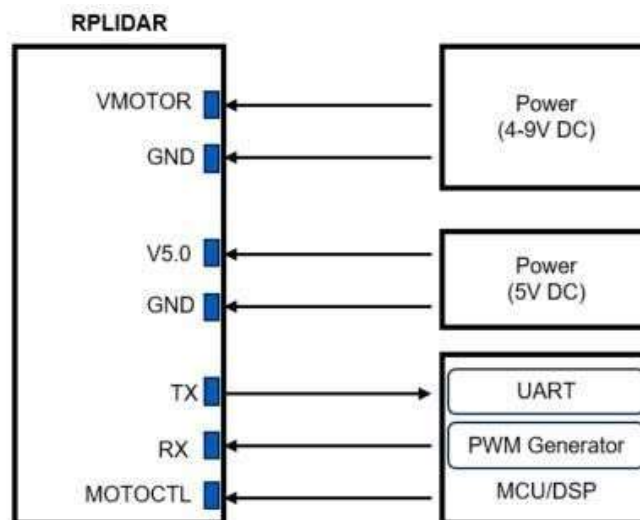 RPLIDAR
VMOTOR
GND
V5.0
GND
TX
RX
MOTOCTL
Power
(4-9V DC)
Power
(5V DC)
UART
PWM Generator
MCU/DSP